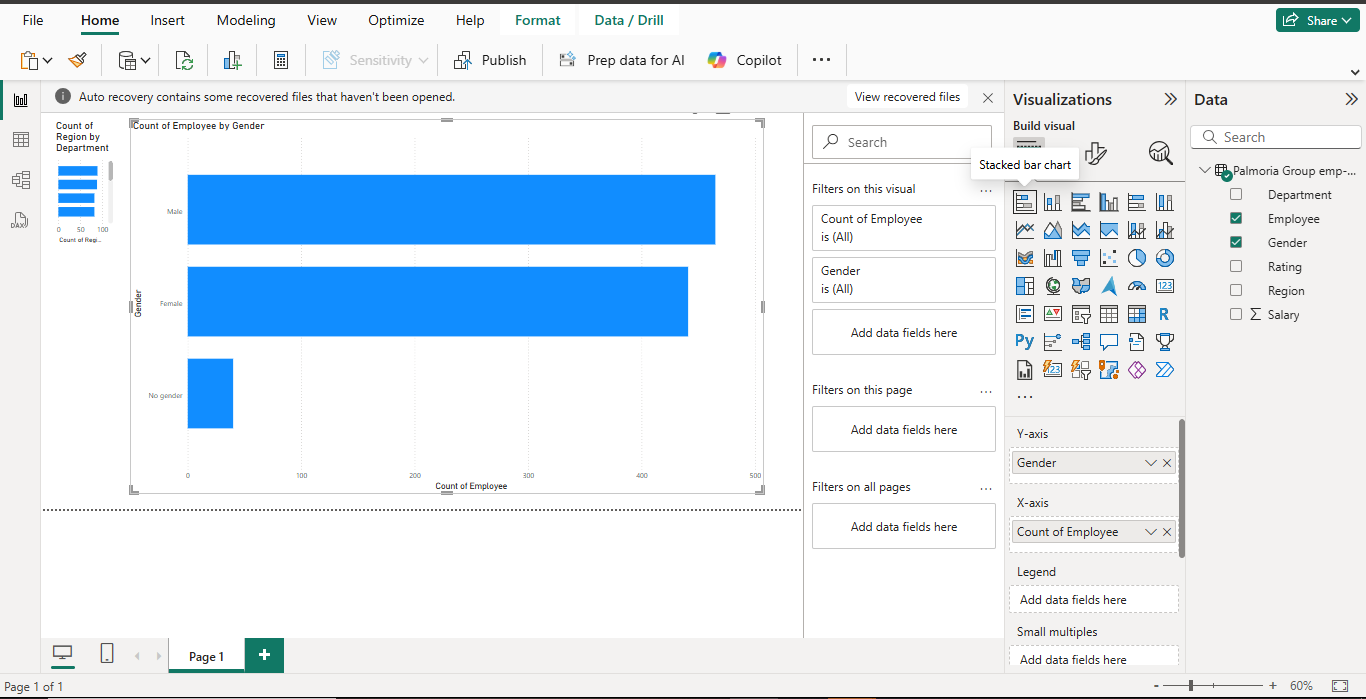 File Home Insert Modeling View Optimize Help Format Data / Drill Share
Sensitivity Publish Prep data for AI Copilot
Auto recovery contains some recovered files that haven't been opened. View recovered files
Count of
Region by
Department
0 50 100
Count of Regi...
Count of Employee by Gender
Gender
Male
Female
No gender
0 100 200 300 400 500
Count of Employee
Search
Filters on this visual ...
Count of Employee
is (All)
Gender
is (All)
Add data fields here
Filters on this page ...
Add data fields here
Filters on all pages ...
Add data fields here
Visualizations
Build visual
Stacked bar chart
123
R
Py
123
...
Y-axis
Gender
X-axis
Count of Employee
Legend
Add data fields here
Small multiples
Add data fields here
Data
Search
Palmoria Group emp-...
Department
Employee
Gender
Rating
Region
Σ Salary
DAX
Page 1 +
Page 1 of 1
- + 60%